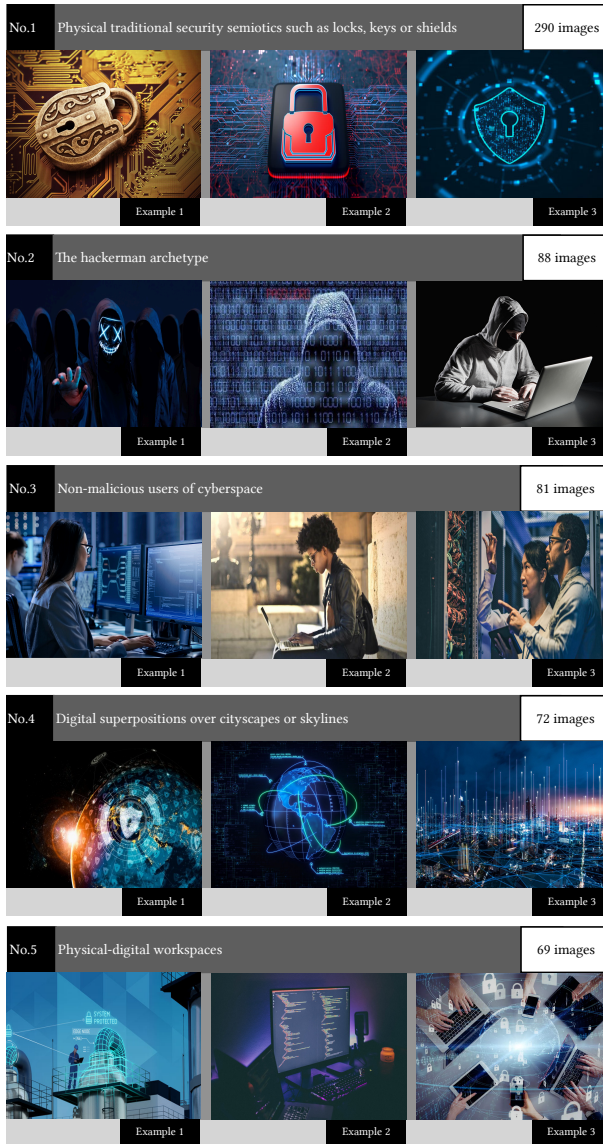 No.1 Physical traditional security semiotics such as locks, keys or shields 290 images
Example 1 Example 2 Example 3
No.2 The hackerman archetype 88 images
Example 1 Example 2 Example 3
No.3 Non-malicious users of cyberspace 81 images
Example 1 Example 2 Example 3
No.4 Digital superpositions over cityscapes or skylines 72 images
Example 1 Example 2 Example 3
No.5 Physical-digital workspaces 69 images
SYSTEM
PROTECTED
Example 1 Example 2 Example 3